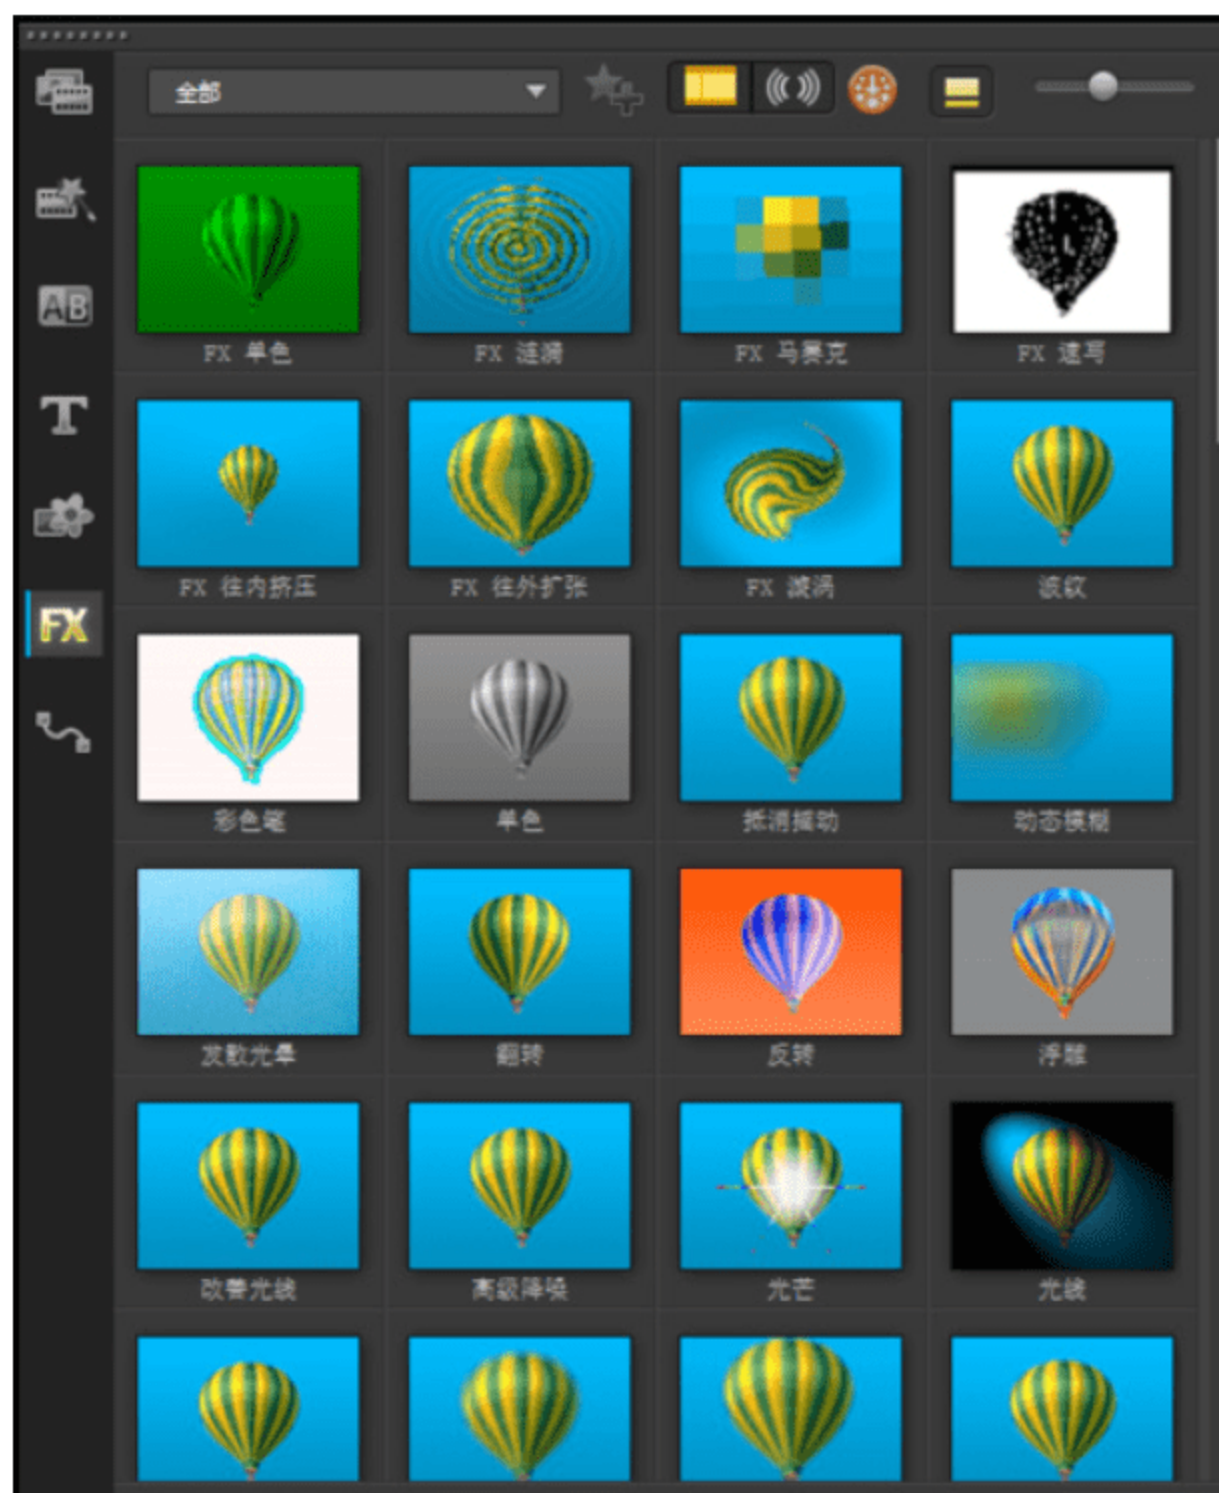 全部
FX 单色
FX 涟漪
FX 马赛克
FX 速写
AB
T
FX 往内挤压
FX 往外扩张
FX 漩涡
波纹
FX
彩色笔
单色
抵消摇动
动态模糊
发散光晕
翻转
反转
浮雕
改善光线
高级降噪
光芒
光线